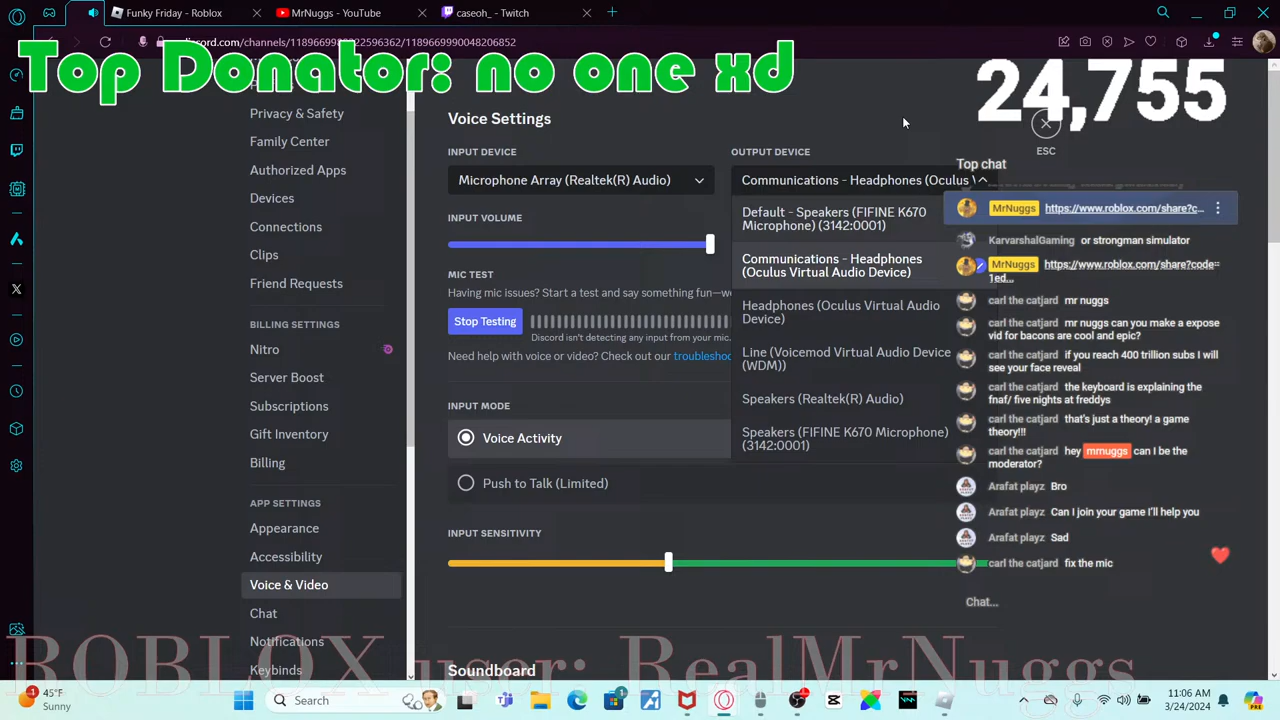 Funky Friday - Roblox
MrNuggs - YouTube
caseoh_ - Twitch
discord.com/channels/1189669982822596362/1189669990048206852
Top Donator: no one xd
24,755
Privacy & Safety
Family Center
Authorized Apps
Devices
Connections
Clips
Friend Requests
BILLING SETTINGS
Nitro
Server Boost
Subscriptions
Gift Inventory
Billing
APP SETTINGS
Appearance
Accessibility
Voice & Video
Chat
Notifications
Keybinds
Voice Settings
INPUT DEVICE
Microphone Array (Realtek(R) Audio)
INPUT VOLUME
MIC TEST
Having mic issues? Start a test and say something fun—we
Stop Testing
Discord isn't detecting any input from your mic.
Need help with voice or video? Check out our troubleshoo
INPUT MODE
Voice Activity
Push to Talk (Limited)
INPUT SENSITIVITY
Soundboard
OUTPUT DEVICE
Communications - Headphones (Oculus V
Default - Speakers (FIFINE K670
Microphone) (3142:0001)
Communications - Headphones
(Oculus Virtual Audio Device)
Headphones (Oculus Virtual Audio
Device)
Line (Voicemod Virtual Audio Device
(WDM))
Speakers (Realtek(R) Audio)
Speakers (FIFINE K670 Microphone)
(3142:0001)
ESC
Top chat
MrNuggs https://www.roblox.com/share?c...
KarvarshalGaming or strongman simulator
MrNuggs https://www.roblox.com/share?code=
1ed...
carl the catjard mr nuggs
carl the catjard mr nuggs can you make a expose
vid for bacons are cool and epic?
carl the catjard if you reach 400 trillion subs I will
see your face reveal
carl the catjard the keyboard is explaining the
fnaf/ five nights at freddys
carl the catjard that's just a theory! a game
theory!!!
carl the catjard hey mrnuggs can I be the
moderator?
Arafat playz Bro
Arafat playz Can I join your game I'll help you
Arafat playz Sad
carl the catjard fix the mic
Chat...
ROBLOX user: RealMrNuggs
1
45°F
Sunny
Search
11:06 AM
3/24/2024